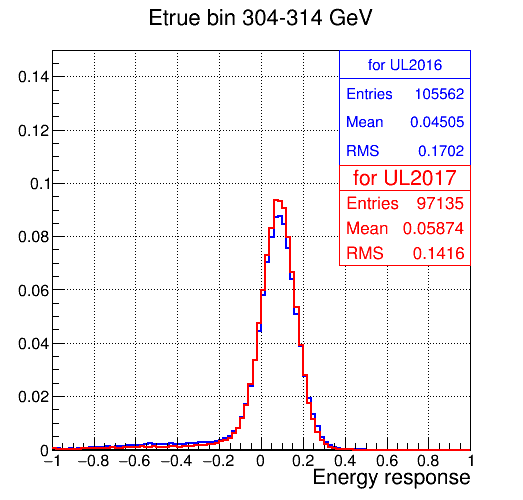 Etrue bin 304-314 GeV
for UL2016
Entries 105562
Mean 0.04505
RMS 0.1702
for UL2017
Entries 97135
Mean 0.05874
RMS 0.1416
0.14
0.12
0.1
0.08
0.06
0.04
0.02
0
−1 −0.8 −0.6 −0.4 −0.2 0 0.2 0.4 0.6 0.8 1
Energy response